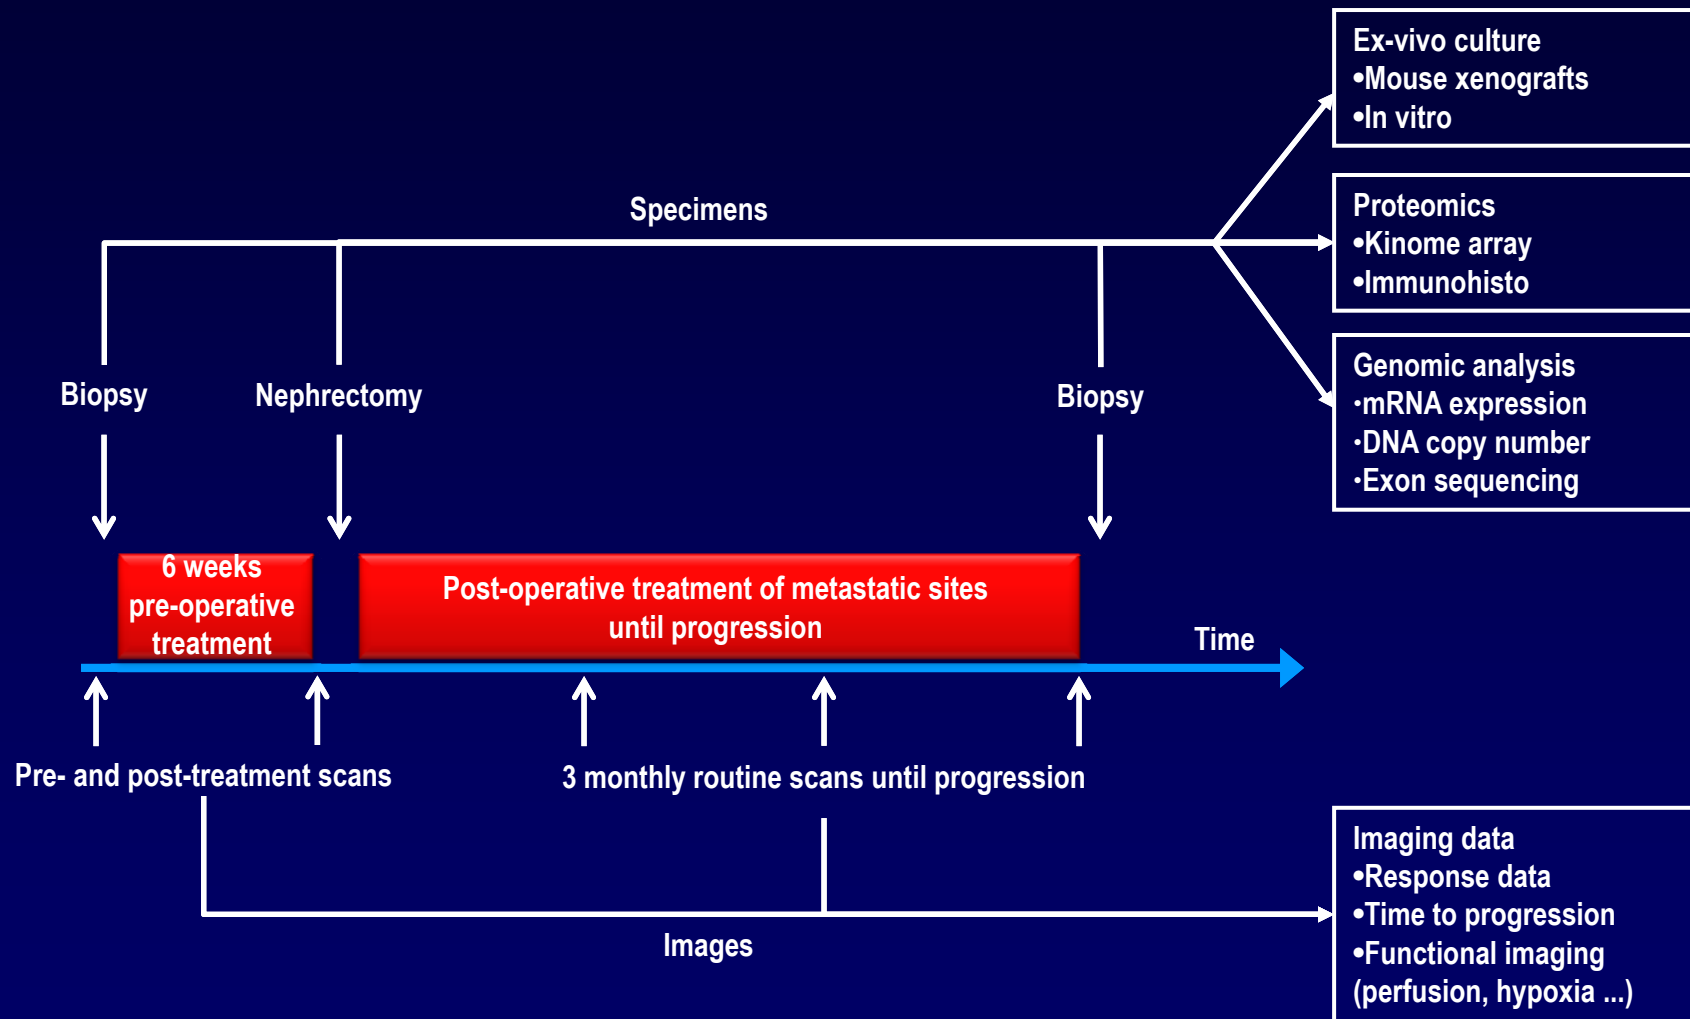 Ex-vivo culture
•Mouse xenografts
•In vitro
Specimens
Proteomics
•Kinome array
•Immunohisto
Biopsy
Nephrectomy
Biopsy
Genomic analysis
•mRNA expression
•DNA copy number
•Exon sequencing
6 weeks
pre-operative
treatment
Post-operative treatment of metastatic sites
until progression
Time
Pre- and post-treatment scans
3 monthly routine scans until progression
Images
Imaging data
•Response data
•Time to progression
•Functional imaging
(perfusion, hypoxia ...)